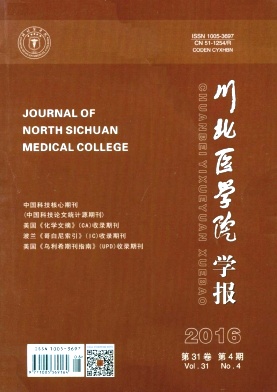 ISSN 1005-3697
CN 51-1254/R
CODEN CYXHBN
JOURNAL OF
NORTH SICHUAN
MEDICAL COLLEGE
川北医学院学报
CHUANBEI YIXUEYUAN XUEBAO
中国科技核心期刊
(中国科技论文统计源期刊)
美国《化学文摘》(CA)收录期刊
波兰《哥白尼索引》(IC)收录期刊
美国《乌利希期刊指南》(UPD)收录期刊
2016
第31卷 第4期
Vol. 31 No. 4
ISSN 1005-3697